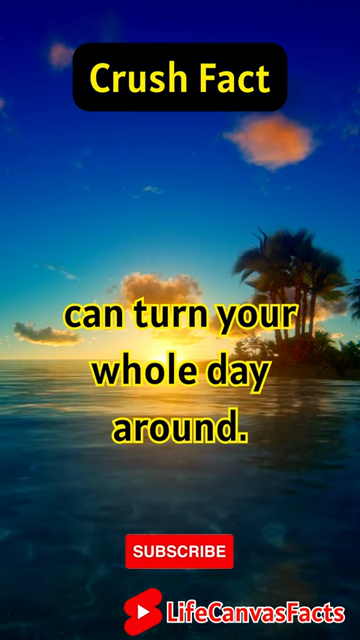 Crush Fact
can turn your
whole day
around.
SUBSCRIBE
LifeCanvasFacts